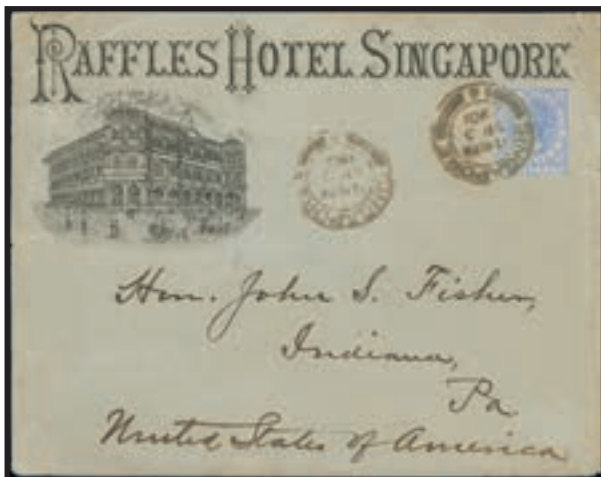 RAFFLES HOTEL SINGAPORE
Hon. John S. Fisher,
Indiana,
Pa.
United States of America